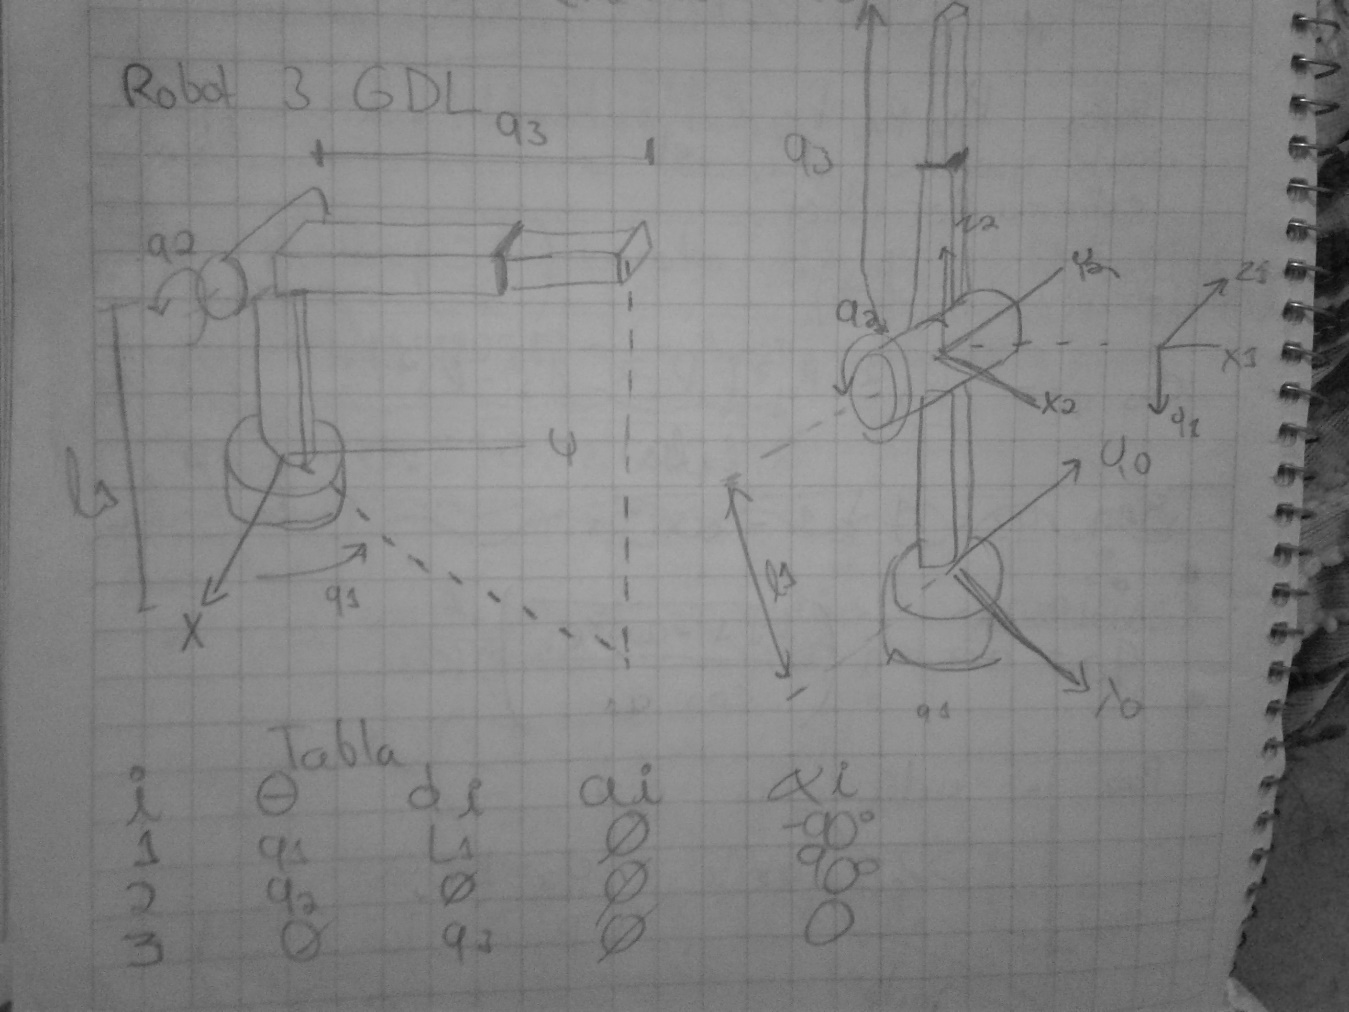 Robot 3 GDL
q3
q2
l1
y
x
q1
q3
z2
y2
q2
x2
z1
x1
y1
y0
x0
l1
q1
Tabla
i θ di ai αi
1 q1 L1 Ø -90°
2 q2 Ø Ø 90°
3 Ø q3 Ø 0